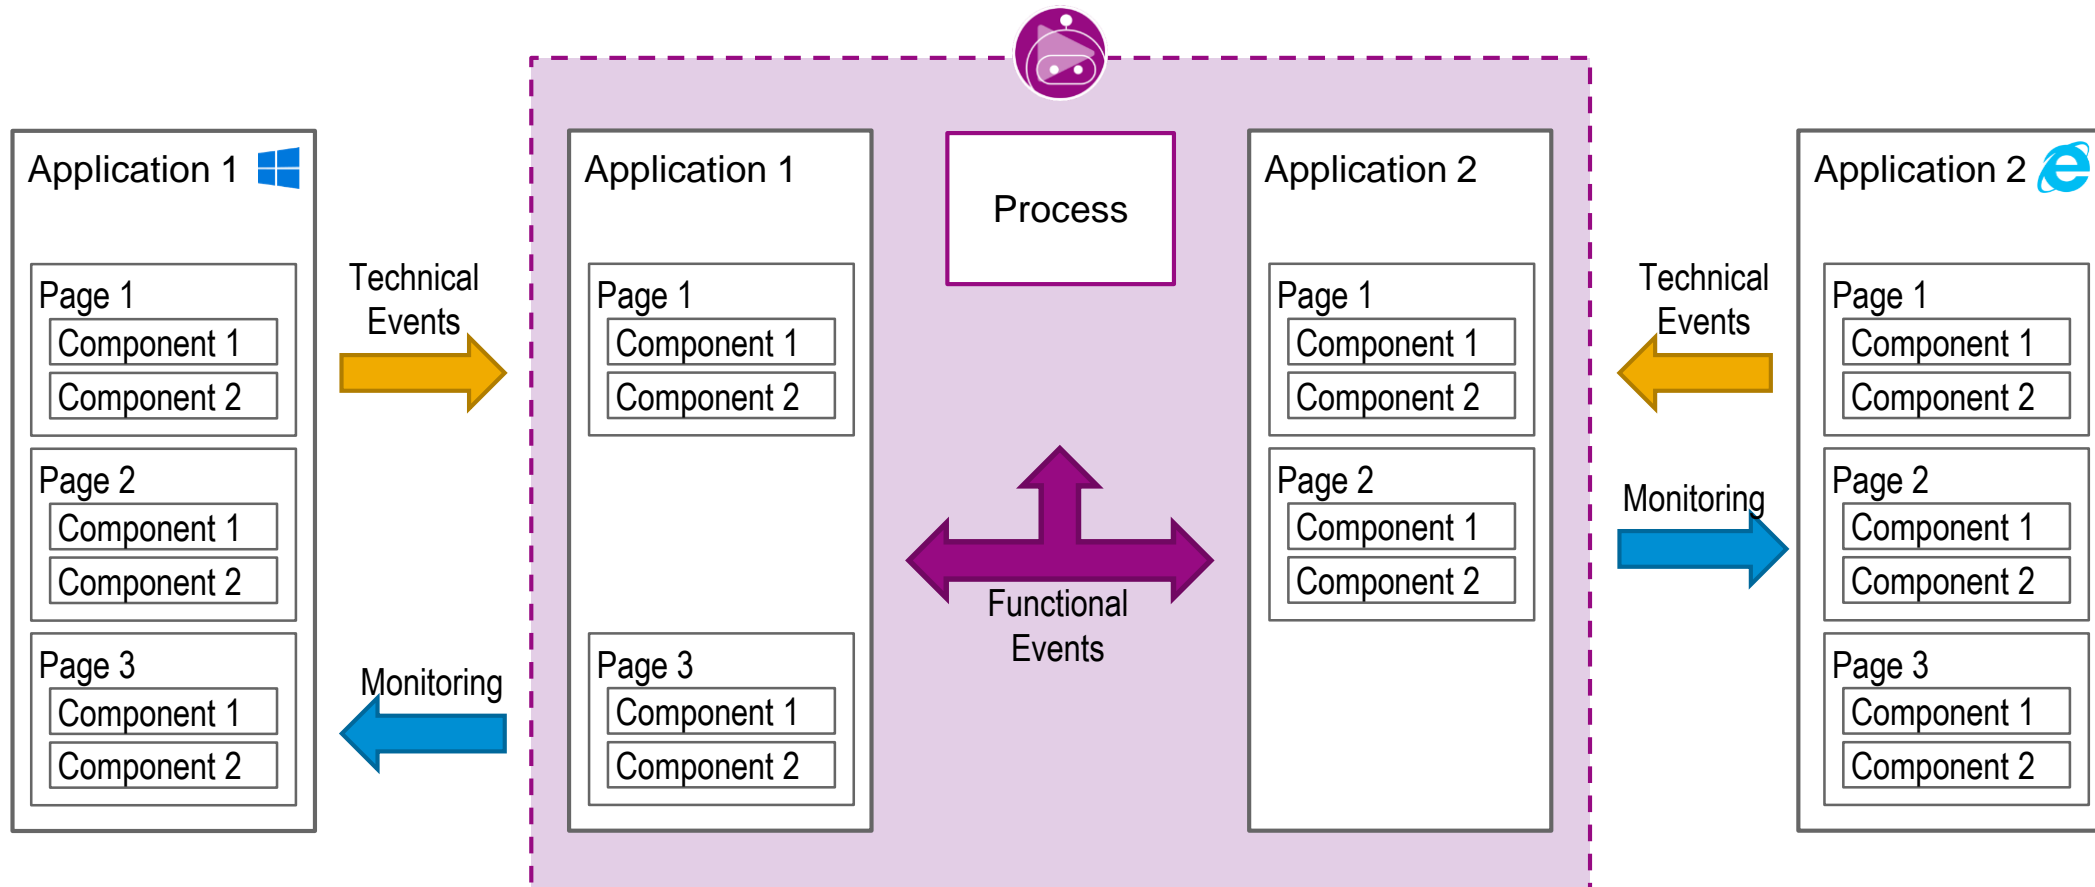 Application 1
Page 1
Component 1
Component 2
Page 2
Component 1
Component 2
Page 3
Component 1
Component 2
Technical
Events
Monitoring
Application 1
Page 1
Component 1
Component 2
Page 3
Component 1
Component 2
Process
Functional
Events
Application 2
Page 1
Component 1
Component 2
Page 2
Component 1
Component 2
Technical
Events
Monitoring
Application 2
Page 1
Component 1
Component 2
Page 2
Component 1
Component 2
Page 3
Component 1
Component 2